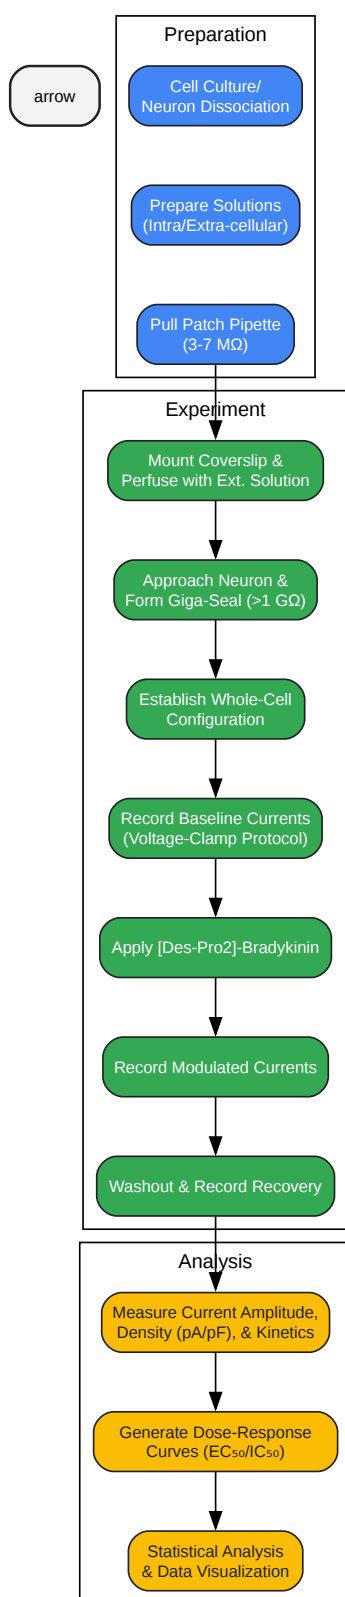 Preparation
arrow
Cell Culture/
Neuron Dissociation
Prepare Solutions
(Intra/Extra-cellular)
Pull Patch Pipette
(3-7 MΩ)
Experiment
Mount Coverslip &
Perfuse with Ext. Solution
Approach Neuron &
Form Giga-Seal (>1 GΩ)
Establish Whole-Cell
Configuration
Record Baseline Currents
(Voltage-Clamp Protocol)
Apply [Des-Pro2]-Bradykinin
Record Modulated Currents
Washout & Record Recovery
Analysis
Measure Current Amplitude,
Density (pA/pF), & Kinetics
Generate Dose-Response
Curves (EC₅₀/IC₅₀)
Statistical Analysis
& Data Visualization